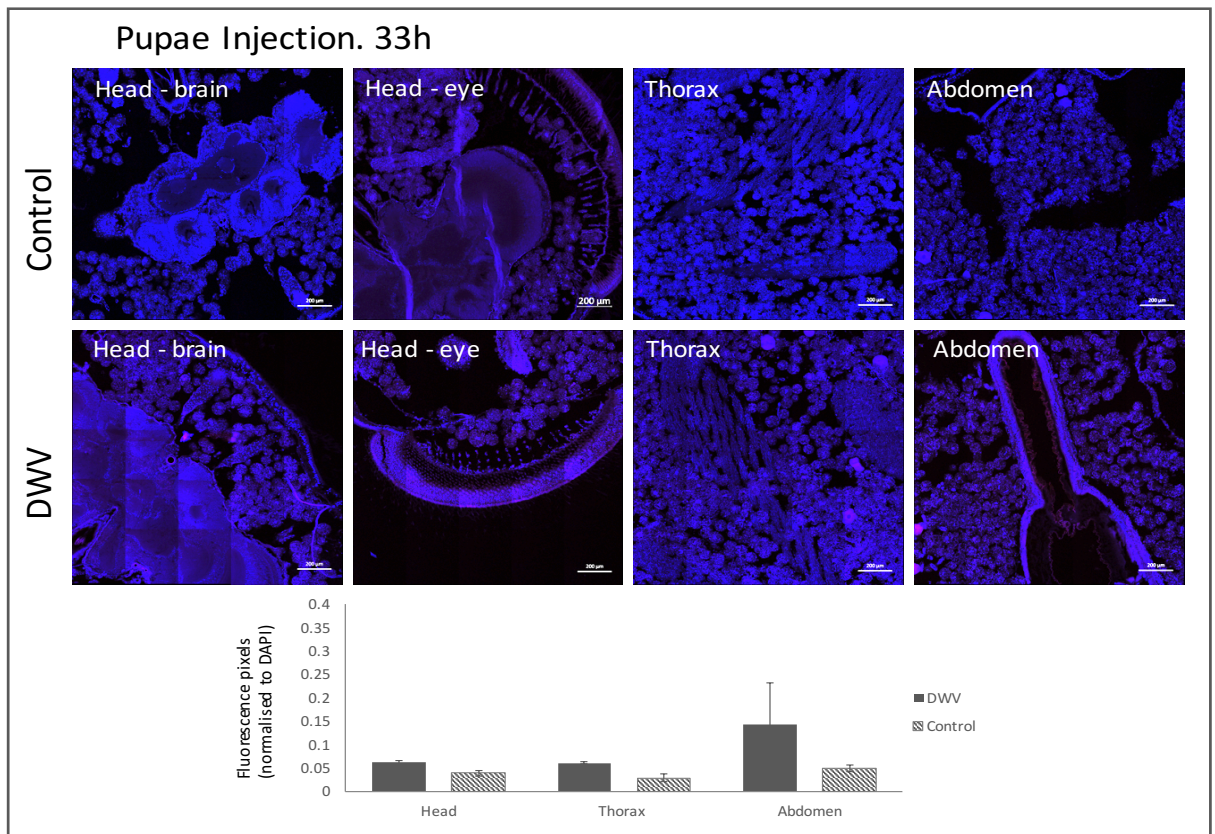 Pupae Injection. 33h
Control
Head - brain
Head - eye
Thorax
Abdomen
200 µm
200 µm
200 µm
200 µm
DWV
Head - brain
Head - eye
Thorax
Abdomen
200 µm
200 µm
200 µm
200 µm
Fluorescence pixels
(normalised to DAPI)
0.4
0.35
0.3
0.25
0.2
0.15
0.1
0.05
0
Head
Thorax
Abdomen
DWV
Control